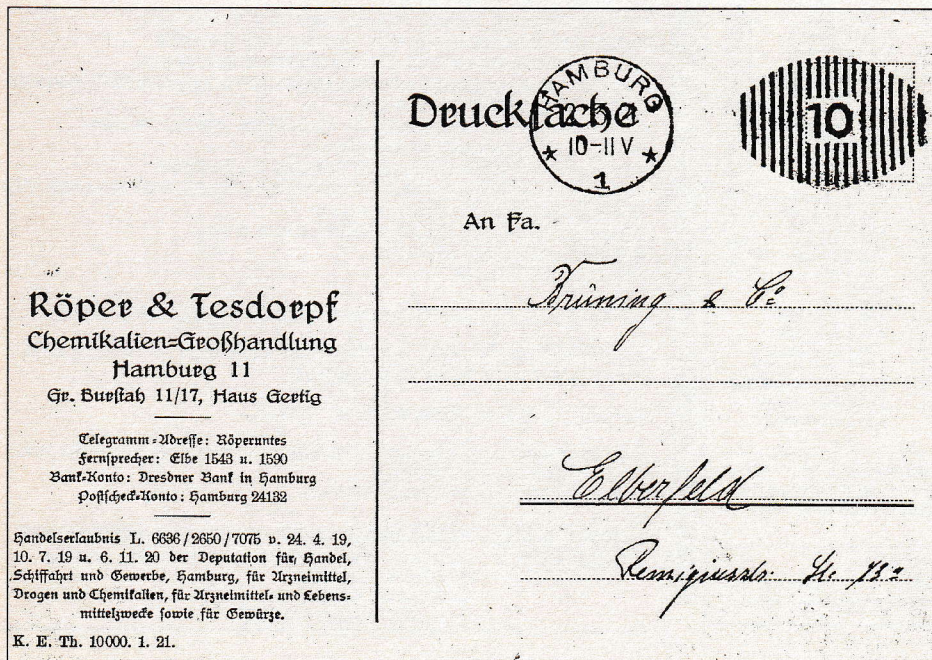 Röper & Tesdorpf
Chemikalien=Großhandlung
Hamburg 11
Gr. Burstah 11/17, Haus Gertig
Telegramm=Adresse: Röperuntes
Fernsprecher: Elbe 1543 u. 1590
Bank=Konto: Dresdner Bank in Hamburg
Postscheck=Konto: Hamburg 24132
Handelserlaubnis L. 6636/2650/7075 v. 24. 4. 19,
10. 7. 19 u. 6. 11. 20 der Deputation für Handel,
Schiffahrt und Gewerbe, Hamburg, für Arzneimittel,
Drogen und Chemikalien, für Arzneimittel= und Lebens=
mittelzwecke sowie für Gewürze.
K. E. Th. 10000. 1. 21.
Drucksache
HAMBURG
10-11 V
1
10
An Fa.
Brüning & Co
Elberfeld
Remigiusstr.